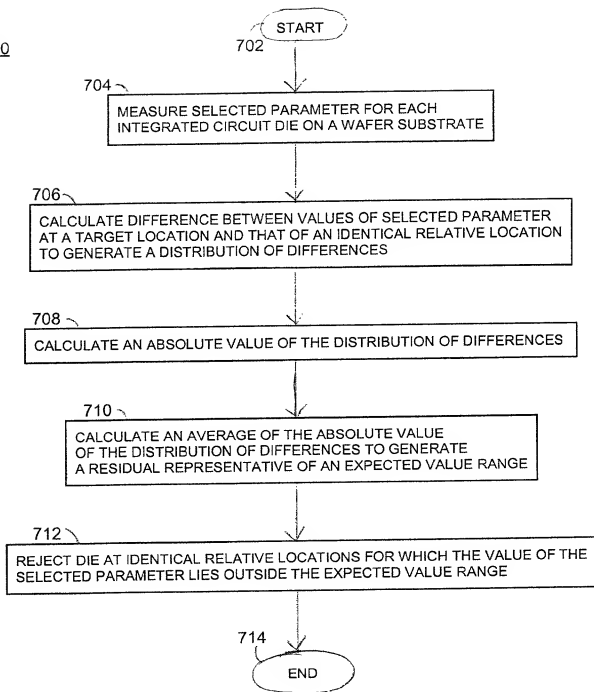 START
702
0
704
MEASURE SELECTED PARAMETER FOR EACH
INTEGRATED CIRCUIT DIE ON A WAFER SUBSTRATE
706
CALCULATE DIFFERENCE BETWEEN VALUES OF SELECTED PARAMETER
AT A TARGET LOCATION AND THAT OF AN IDENTICAL RELATIVE LOCATION
TO GENERATE A DISTRIBUTION OF DIFFERENCES
708
CALCULATE AN ABSOLUTE VALUE OF THE DISTRIBUTION OF DIFFERENCES
710
CALCULATE AN AVERAGE OF THE ABSOLUTE VALUE
OF THE DISTRIBUTION OF DIFFERENCES TO GENERATE
A RESIDUAL REPRESENTATIVE OF AN EXPECTED VALUE RANGE
712
REJECT DIE AT IDENTICAL RELATIVE LOCATIONS FOR WHICH THE VALUE OF THE
SELECTED PARAMETER LIES OUTSIDE THE EXPECTED VALUE RANGE
714
END